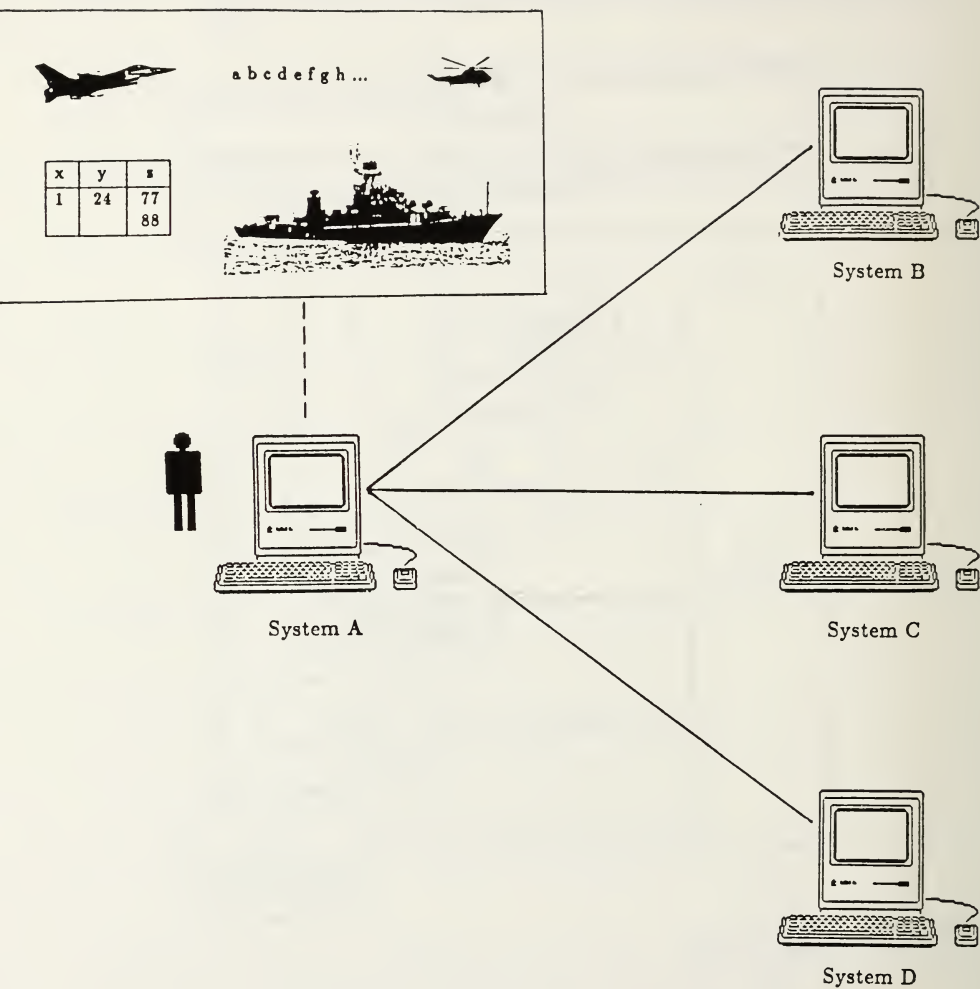 a b c d e f g h ...
x y z
1 24 77
88
System B
System A
System C
System D